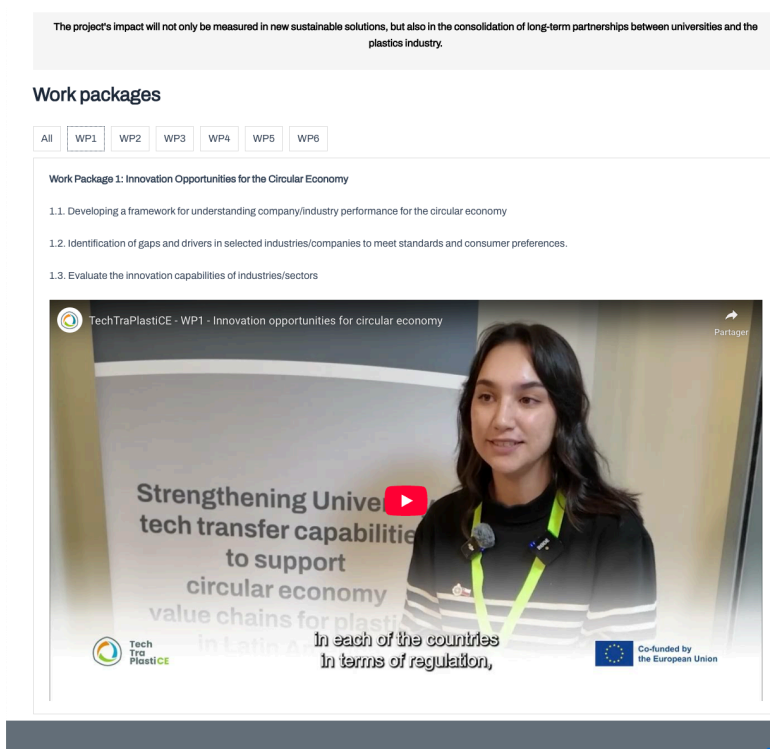 The project's impact will not only be measured in new sustainable solutions, but also in the consolidation of long-term partnerships between universities and the
plastics industry.
Work packages
All WP1 WP2 WP3 WP4 WP5 WP6
Work Package 1: Innovation Opportunities for the Circular Economy
1.1. Developing a framework for understanding company/industry performance for the circular economy
1.2. Identification of gaps and drivers in selected industries/companies to meet standards and consumer preferences.
1.3. Evaluate the innovation capabilities of industries/sectors
TechTraPlastiCE - WP1 - Innovation opportunities for circular economy
Partager
Strengthening
tech transfer
to support
circular economy
value chains for
in Latin
in each of the countries
in terms of regulation,
Tech
Tra
PlastiCE
Co-funded by
the European Union